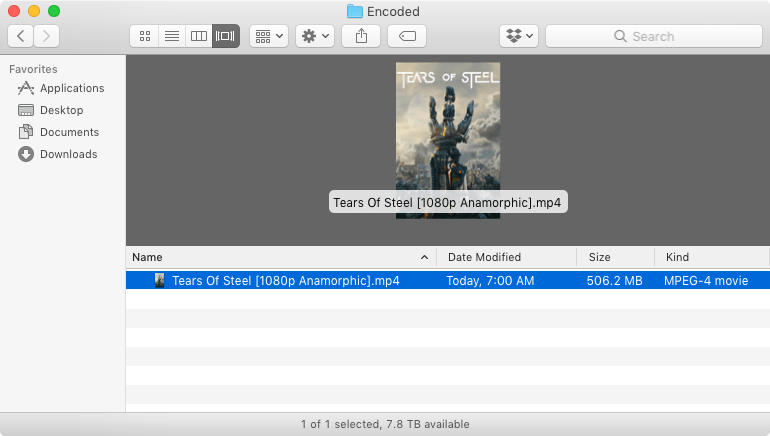 Encoded
Search
Favorites
Applications
Desktop
Documents
Downloads
TEARS OF STEEL
Tears Of Steel [1080p Anamorphic].mp4
Name Date Modified Size Kind
Tears Of Steel [1080p Anamorphic].mp4 Today, 7:00 AM 506.2 MB MPEG-4 movie
1 of 1 selected, 7.8 TB available